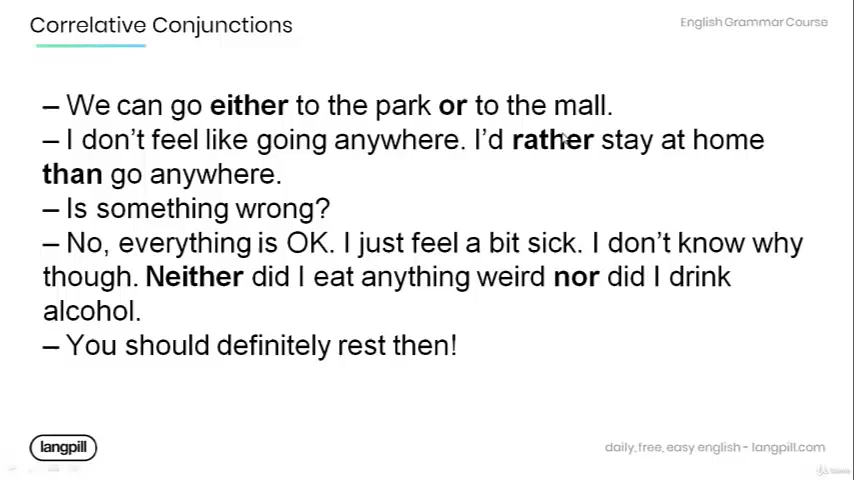 Correlative Conjunctions
English Grammar Course
– We can go either to the park or to the mall.
– I don't feel like going anywhere. I'd rather stay at home
than go anywhere.
– Is something wrong?
– No, everything is OK. I just feel a bit sick. I don't know why
though. Neither did I eat anything weird nor did I drink
alcohol.
– You should definitely rest then!
langpill
daily, free, easy english - langpill.com